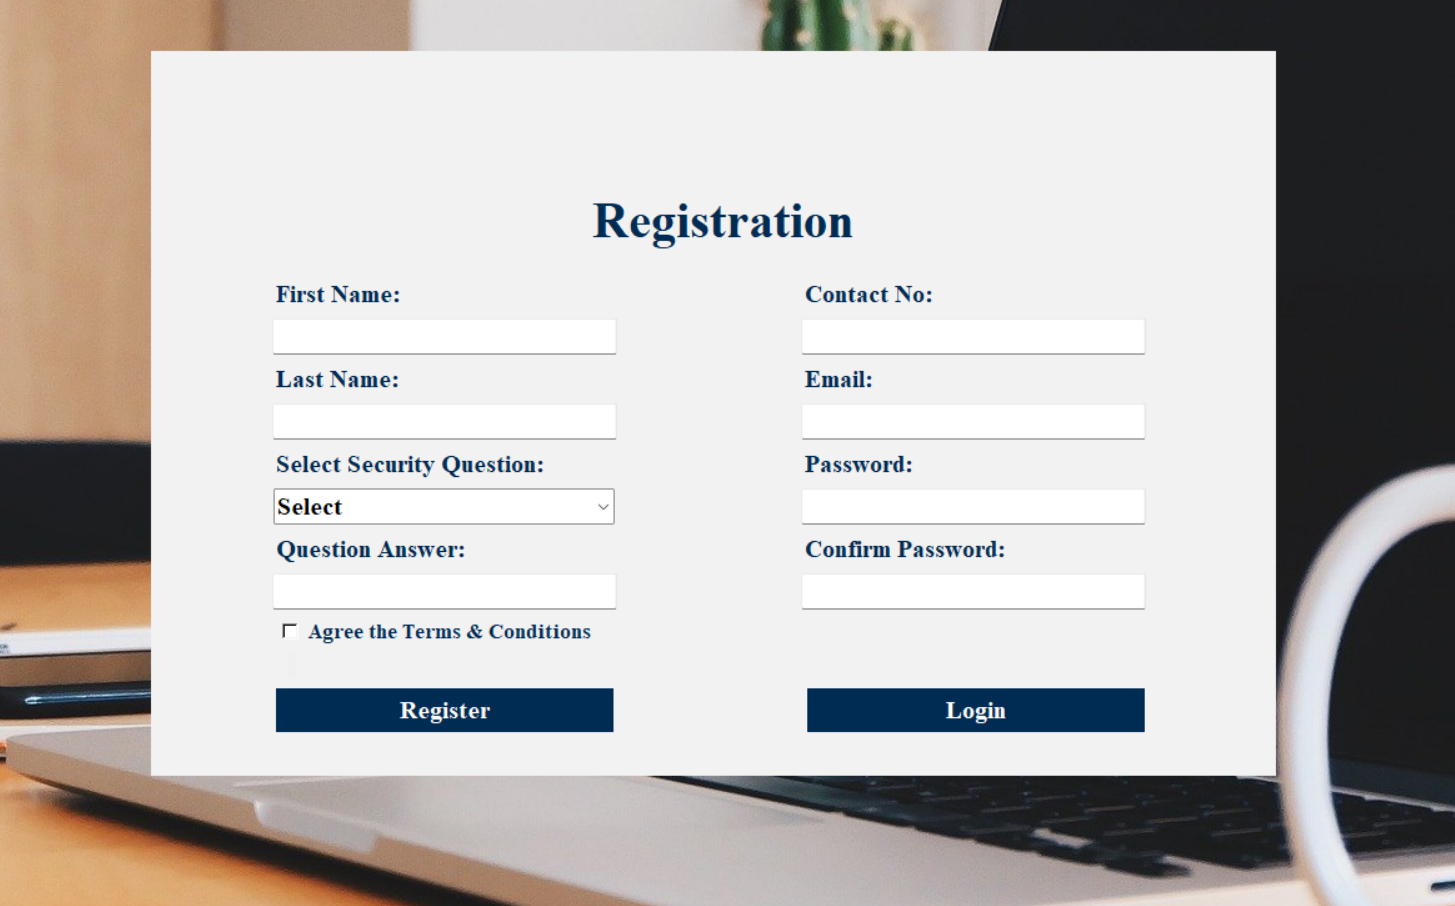 Registration
First Name:
Contact No:
Last Name:
Email:
Select Security Question:
Password:
Select
Question Answer:
Confirm Password:
Agree the Terms & Conditions
Register
Login